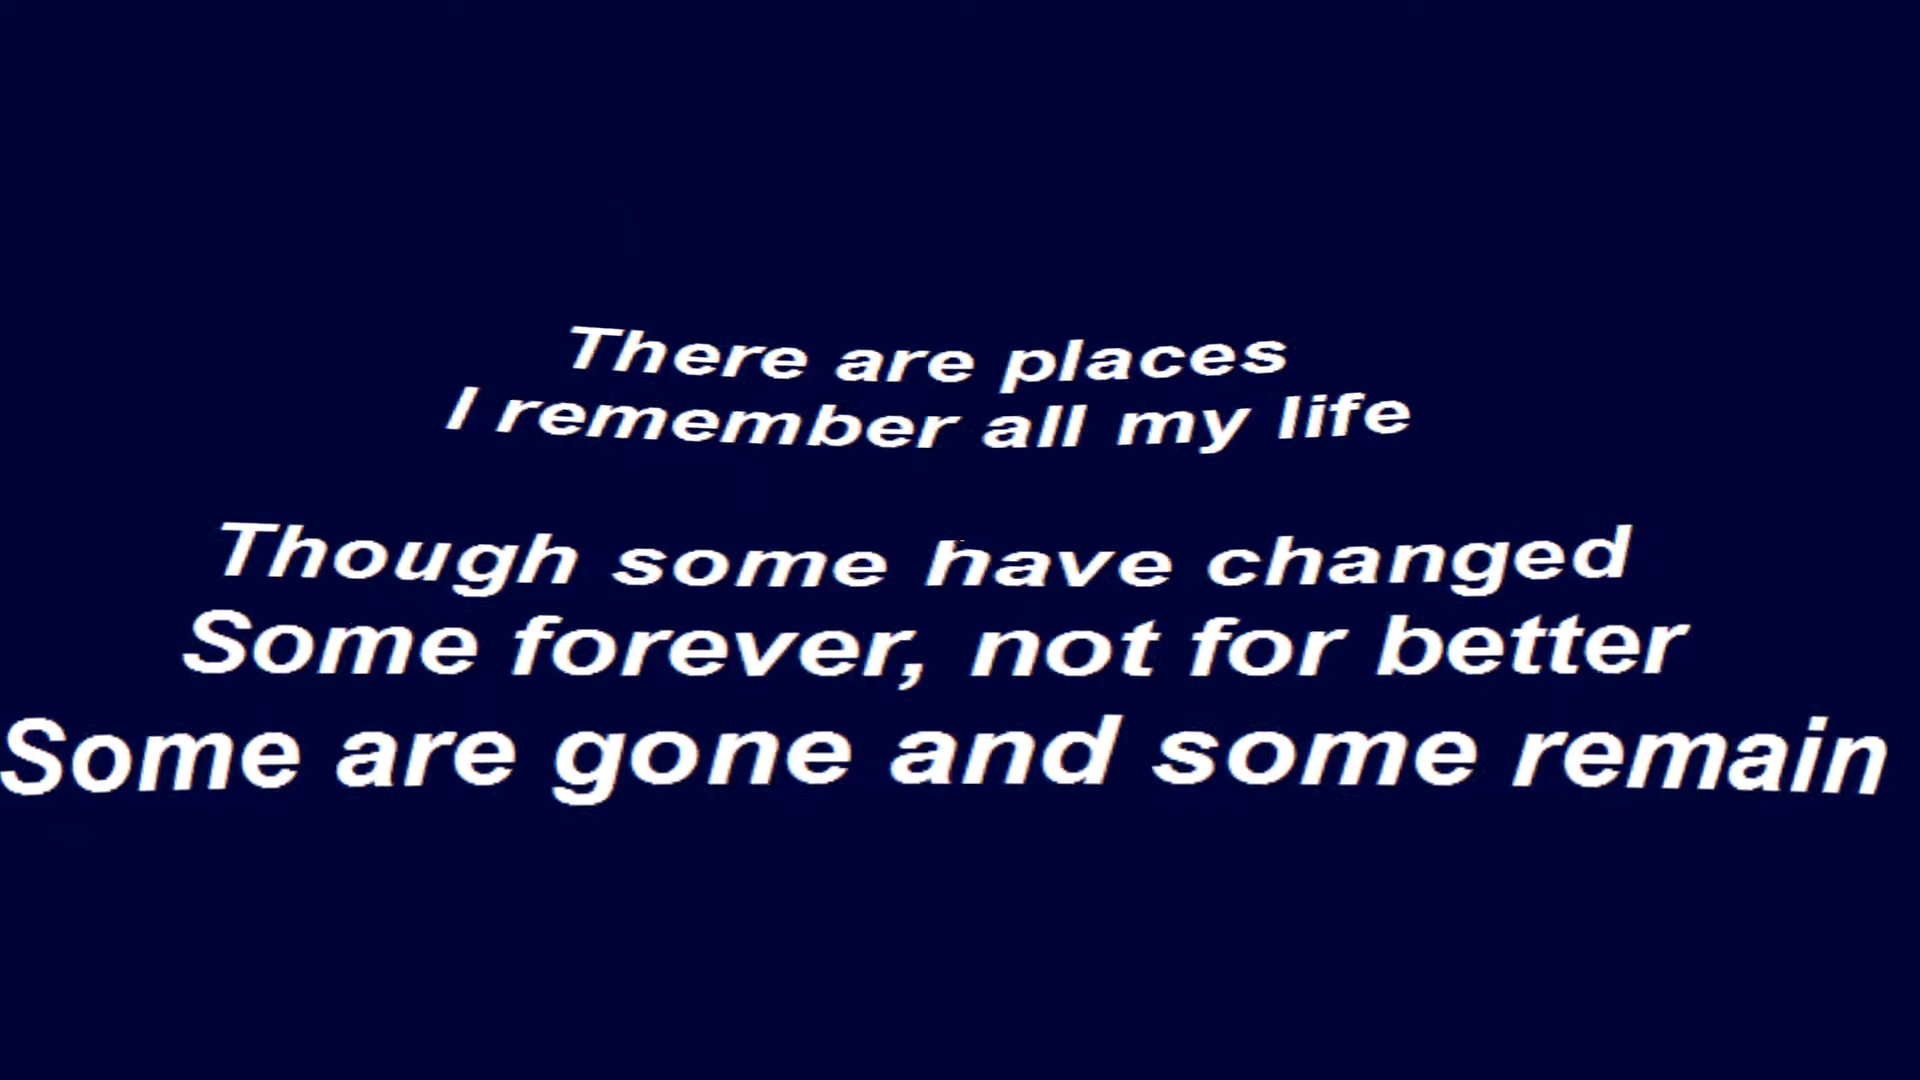 There are places
I remember all my life
Though some have changed
Some forever, not for better
Some are gone and some remain